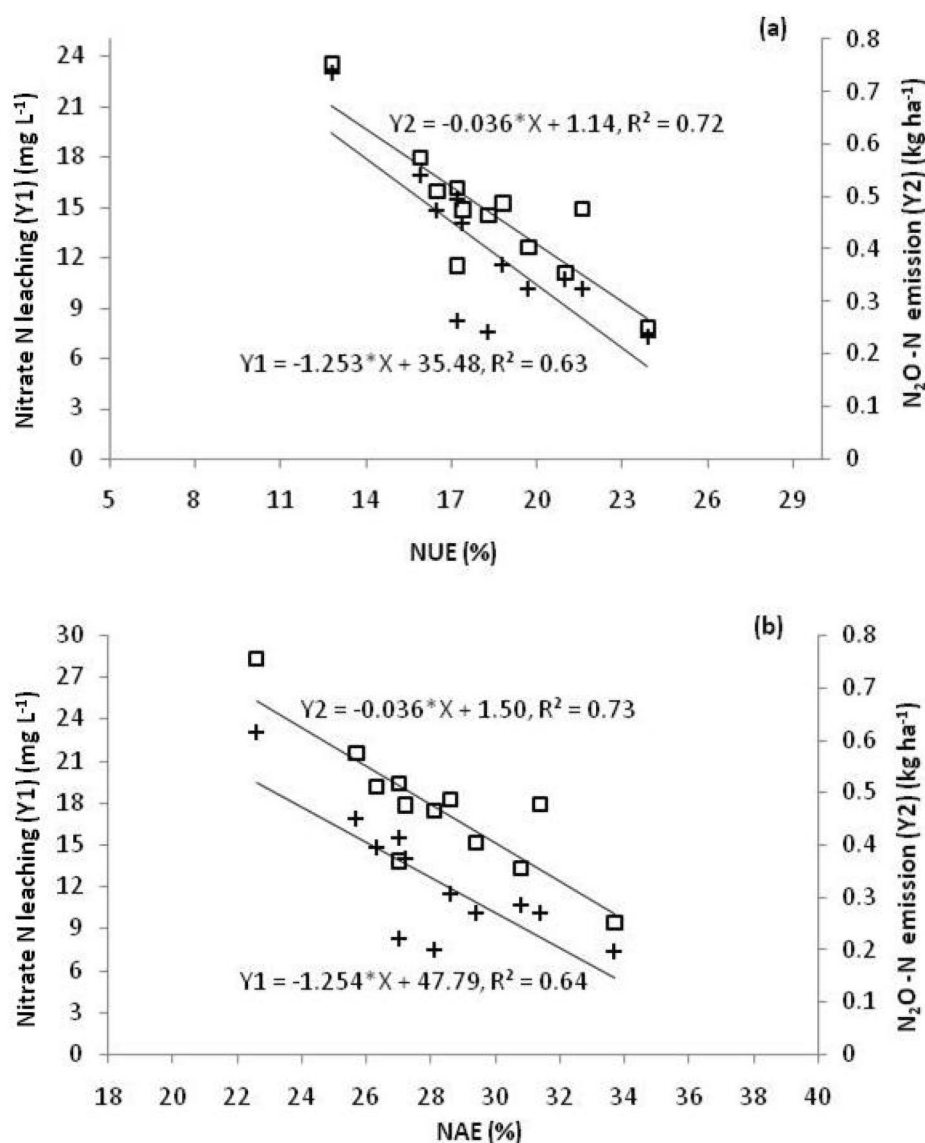 (a)
Nitrate N leaching (Y1) (mg L⁻¹)
24
21
18
15
12
9
6
3
0
Y2 = -0.036*X + 1.14, R² = 0.72
Y1 = -1.253*X + 35.48, R² = 0.63
0.8
0.7
0.6
0.5
0.4
0.3
0.2
0.1
0
N₂O -N emission (Y2) (kg ha⁻¹)
5 8 11 14 17 20 23 26 29
NUE (%)
(b)
Nitrate N leaching (Y1) (mg L⁻¹)
30
27
24
21
18
15
12
9
6
3
0
Y2 = -0.036*X + 1.50, R² = 0.73
Y1 = -1.254*X + 47.79, R² = 0.64
0.8
0.7
0.6
0.5
0.4
0.3
0.2
0.1
0
N₂O -N emission (Y2) (kg ha⁻¹)
18 20 22 24 26 28 30 32 34 36 38 40
NAE (%)